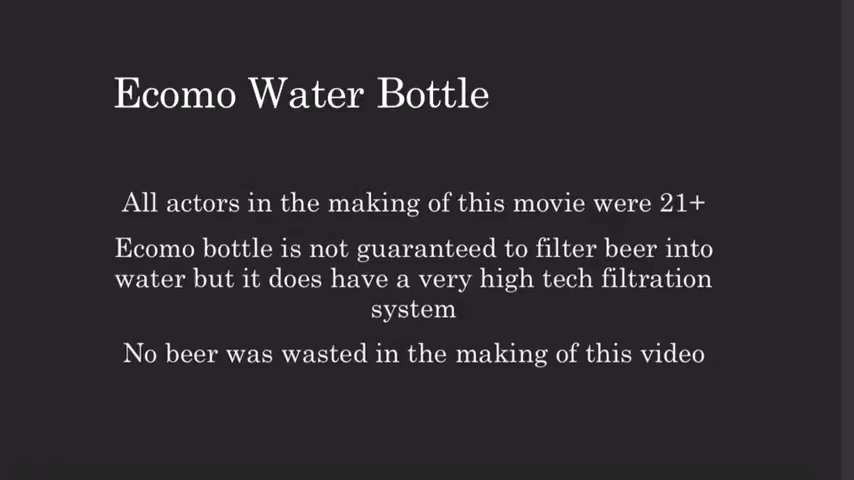 Ecomo Water Bottle
All actors in the making of this movie were 21+
Ecomo bottle is not guaranteed to filter beer into
water but it does have a very high tech filtration
system
No beer was wasted in the making of this video